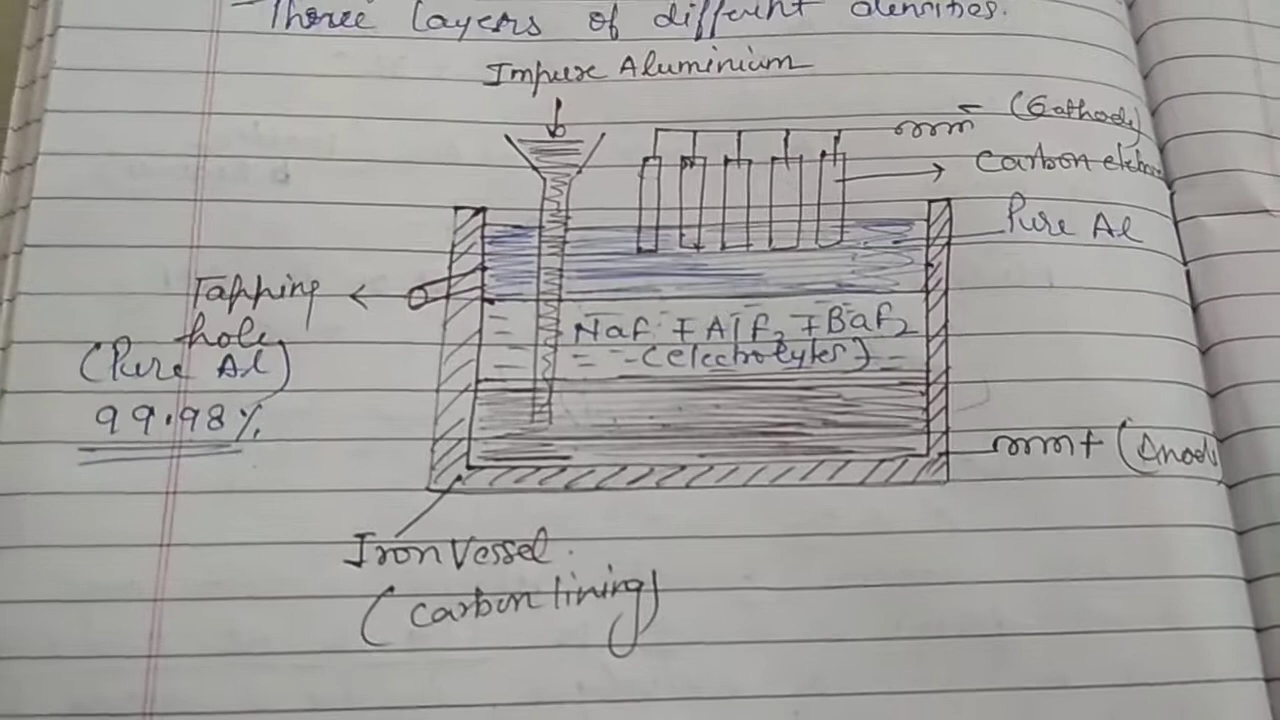 Three layers of different densities.
Impure Aluminium
- (Cathode)
Carbon elect
Pure Al
Tapping
hole
(Pure Al)
99.98%
NaF + AlF3 + BaF2
(electrolytes)
+ (Anode
Iron Vessel.
(Carbon lining)